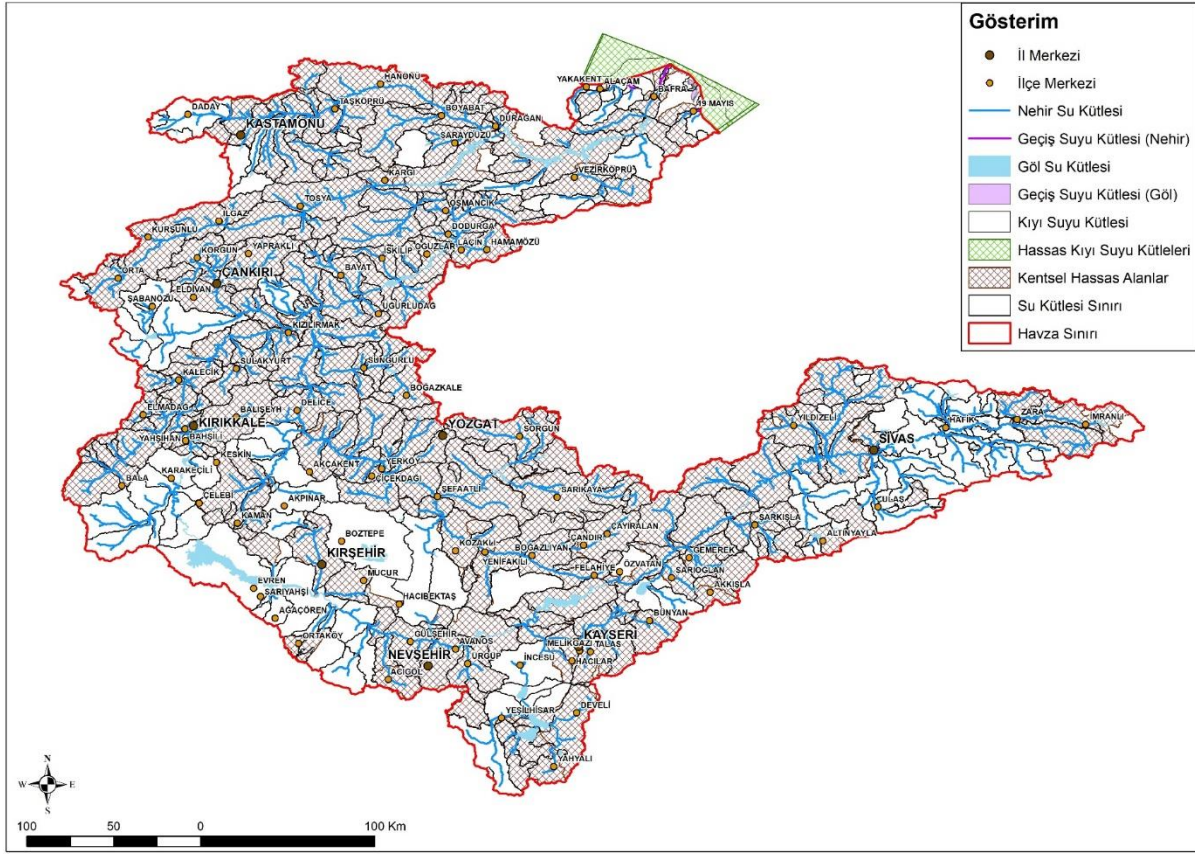 Gösterim
İl Merkezi
İlçe Merkezi
Nehir Su Kütlesi
Geçiş Suyu Kütlesi (Nehir)
Göl Su Kütlesi
Geçiş Suyu Kütlesi (Göl)
Kıyı Suyu Kütlesi
Hassas Kıyı Suyu Kütleleri
Kentsel Hassas Alanlar
Su Kütlesi Sınırı
Havza Sınırı
HANÖNÜ
YAKAKENT
ALAÇAM
BAFRA
19 MAYIS
DADAY
TAŞKÖPRÜ
KASTAMONU
BOYABAT
DURAĞAN
SARAYDÜZÜ
KARGI
VEZİRKÖPRÜ
TOSYA
OSMANCIK
ILGAZ
KURŞUNLU
DODURGA
KORGUN
YAPRAKLI
İSKİLİP
OĞUZLAR
LAÇİN
HAMAMÖZÜ
ORTA
ÇANKIRI
BAYAT
ELDİVAN
ŞABANÖZÜ
UĞURLUDAĞ
KIZILIRMAK
SULAKYURT
SUNGURLU
KALECİK
BOĞAZKALE
ELMADAĞ
BALIŞEYH
DELİCE
KIRIKKALE
YAHŞİHAN
BAHŞILI
YOZGAT
SORGUN
YILDIZELİ
SİVAS
HAFİK
ZARA
İMRANLI
KESKİN
KARAKEÇİLİ
BALA
AKÇAKENT
YERKÖY
ÇİÇEKDAĞI
ÇELEBİ
AKPINAR
ŞEFAATLİ
SARIKAYA
ULAŞ
KAMAN
BOZTEPE
ÇAYIRALAN
ŞARKIŞLA
ALTINYAYLA
KIRŞEHİR
KOZAKLI
YENİFAKILI
BOĞAZLIYAN
ÇANDIR
GEMEREK
MUCUR
FELAHİYE
ÖZVATAN
SARIOĞLAN
AKKIŞLA
EVREN
SARIYAHŞİ
HACIBEKTAŞ
AĞAÇÖREN
BÜNYAN
ORTAKÖY
GÜLŞEHİR
AVANOS
KAYSERİ
MELİKGAZİ
TALAS
NEVŞEHİR
ÜRGÜP
İNCESU
HACILAR
ACIGÖL
YEŞİLHİSAR
DEVELİ
YAHYALI
N
W
E
S
100
50
0
100 Km